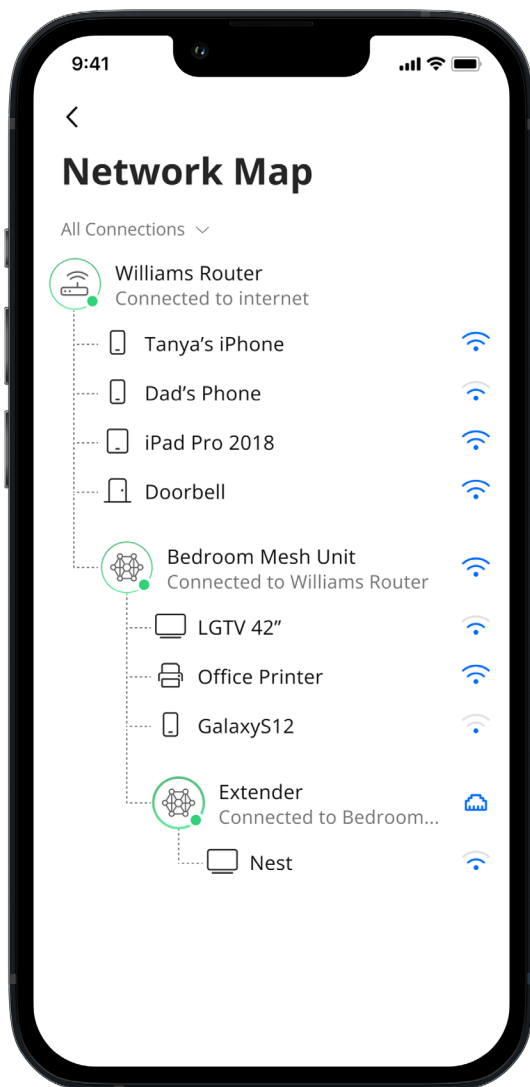 9:41
Network Map
All Connections
Williams Router
Connected to internet
Tanya’s iPhone
Dad’s Phone
iPad Pro 2018
Doorbell
Bedroom Mesh Unit
Connected to Williams Router
LGTV 42”
Office Printer
GalaxyS12
Extender
Connected to Bedroom...
Nest